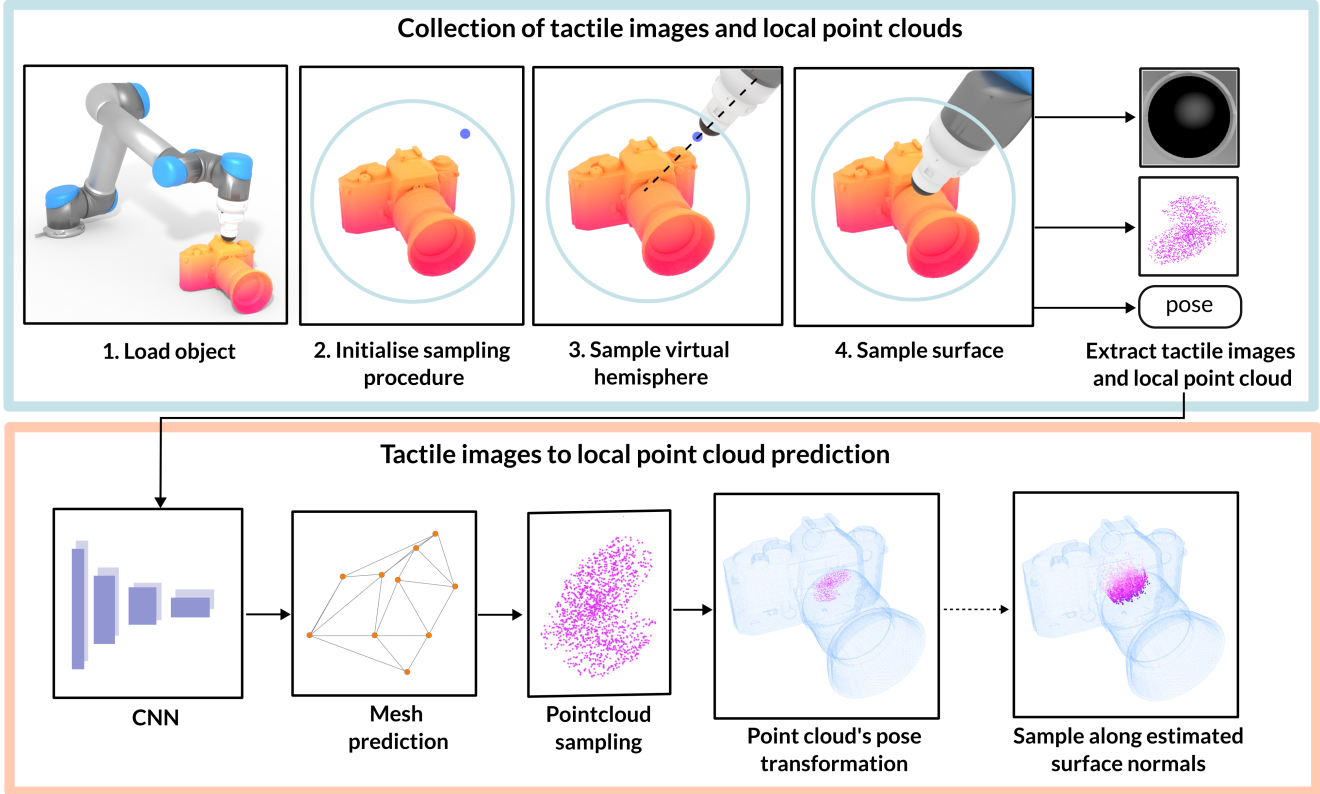 Collection of tactile images and local point clouds
pose
1. Load object
2. Initialise sampling
procedure
3. Sample virtual
hemisphere
4. Sample surface
Extract tactile images
and local point cloud
Tactile images to local point cloud prediction
CNN
Mesh
prediction
Pointcloud
sampling
Point cloud's pose
transformation
Sample along estimated
surface normals